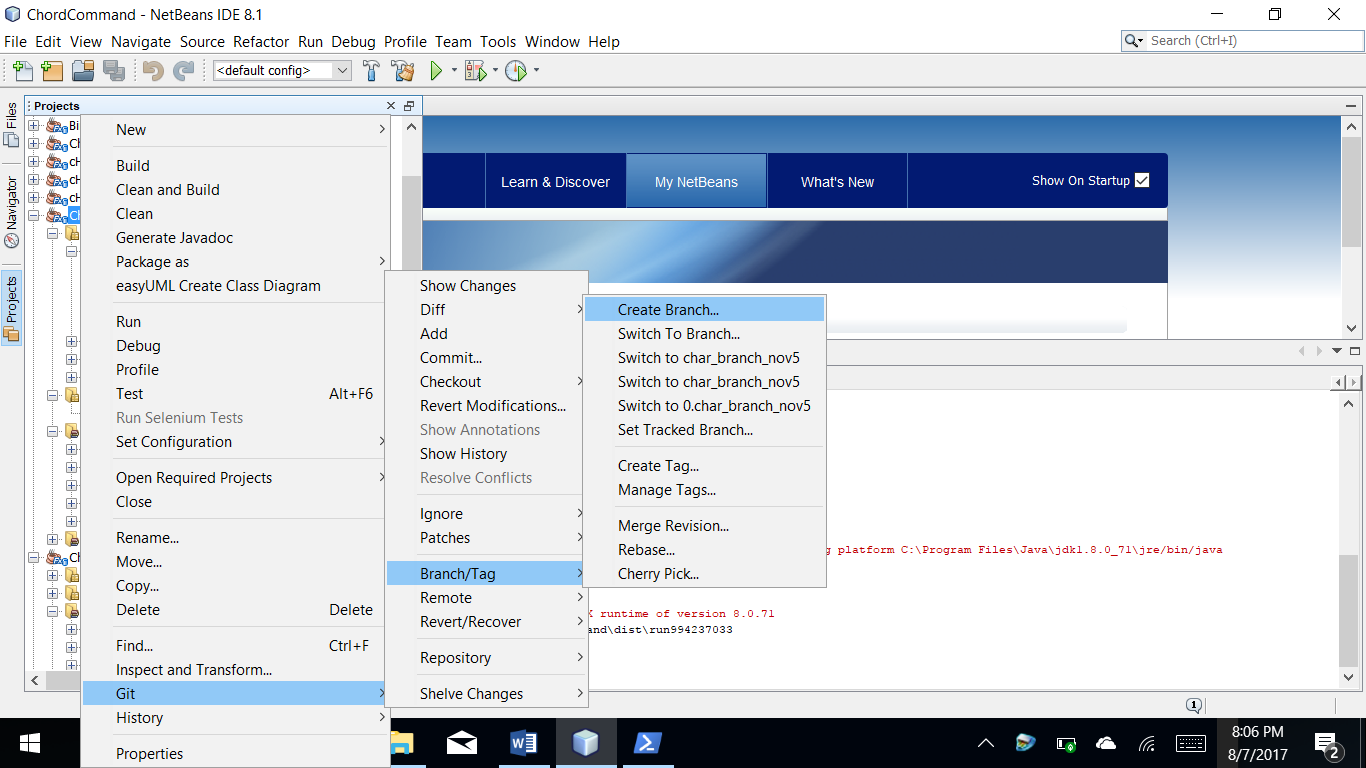 ChordCommand - NetBeans IDE 8.1
File Edit View Navigate Source Refactor Run Debug Profile Team Tools Window Help
Search (Ctrl+I)
<default config>
Files
Navigator
Projects
Projects
Bi
Ch
cH
cH
cH
Ch
Ch
New
Build
Clean and Build
Clean
Generate Javadoc
Package as
easyUML Create Class Diagram
Run
Debug
Profile
Test Alt+F6
Run Selenium Tests
Set Configuration
Open Required Projects
Close
Rename...
Move...
Copy...
Delete Delete
Find... Ctrl+F
Inspect and Transform...
Git
History
Properties
Show Changes
Diff
Add
Commit...
Checkout
Revert Modifications...
Show Annotations
Show History
Resolve Conflicts
Ignore
Patches
Branch/Tag
Remote
Revert/Recover
Repository
Shelve Changes
Create Branch...
Switch To Branch...
Switch to char_branch_nov5
Switch to char_branch_nov5
Switch to 0.char_branch_nov5
Set Tracked Branch...
Create Tag...
Manage Tags...
Merge Revision...
Rebase...
Cherry Pick...
Learn & Discover
My NetBeans
What's New
Show On Startup
g platform C:\Program Files\Java\jdk1.8.0_71\jre/bin/java
X runtime of version 8.0.71
and\dist\run994237033
1
8:06 PM
8/7/2017
2